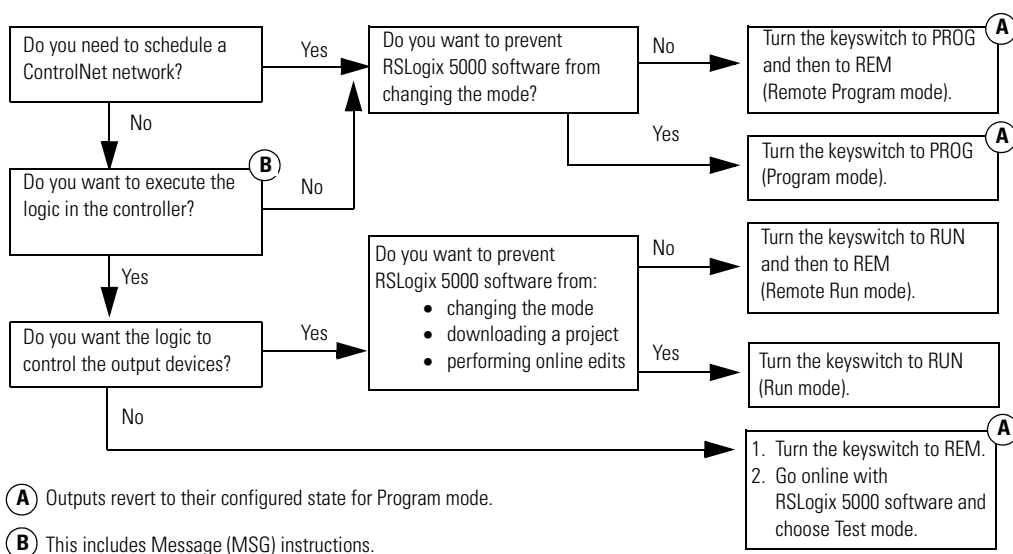 Do you need to schedule a
ControlNet network?
Yes
No
Do you want to prevent
RSLogix 5000 software from
changing the mode?
No
Yes
A
Turn the keyswitch to PROG
and then to REM
(Remote Program mode).
A
Turn the keyswitch to PROG
(Program mode).
B
Do you want to execute the
logic in the controller?
No
Yes
Do you want to prevent
RSLogix 5000 software from:
• changing the mode
• downloading a project
• performing online edits
No
Yes
Turn the keyswitch to RUN
and then to REM
(Remote Run mode).
Turn the keyswitch to RUN
(Run mode).
Do you want the logic to
control the output devices?
Yes
No
A
1. Turn the keyswitch to REM.
2. Go online with
RSLogix 5000 software and
choose Test mode.
A Outputs revert to their configured state for Program mode.
B This includes Message (MSG) instructions.